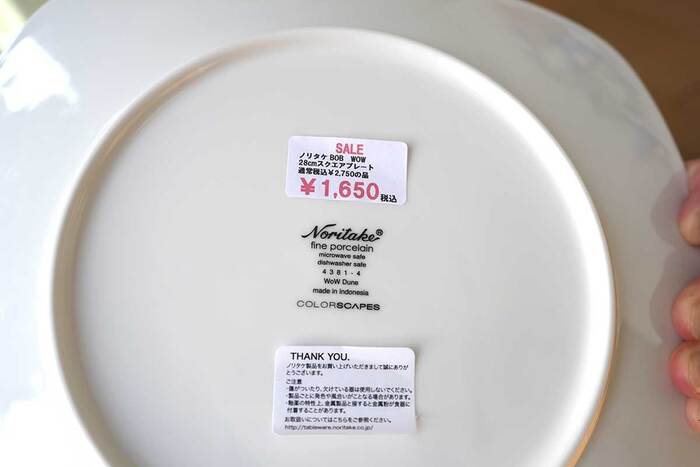 SALE
ノリタケ BOB WOW
28cmスクエアプレート
通常税込￥2,750の品
￥1,650税込
Noritake®
fine porcelain
microwave safe
dishwasher safe
4381-4
WoW Dune
made in Indonesia
COLORSCAPES
THANK YOU.
ノリタケ製品をお買い上げいただきまして誠にありが
とうございます。
ご注意
・傷がついたり、欠けている器は使用しないでください。
・製品ごとに発色や風合いがことなる場合があります。
・釉薬の特性上、金属製品と接すると金属粉が食器に
付着することがあります。
お取扱いについてはこちらをご参照ください。
http://tableware.noritake.co.jp/